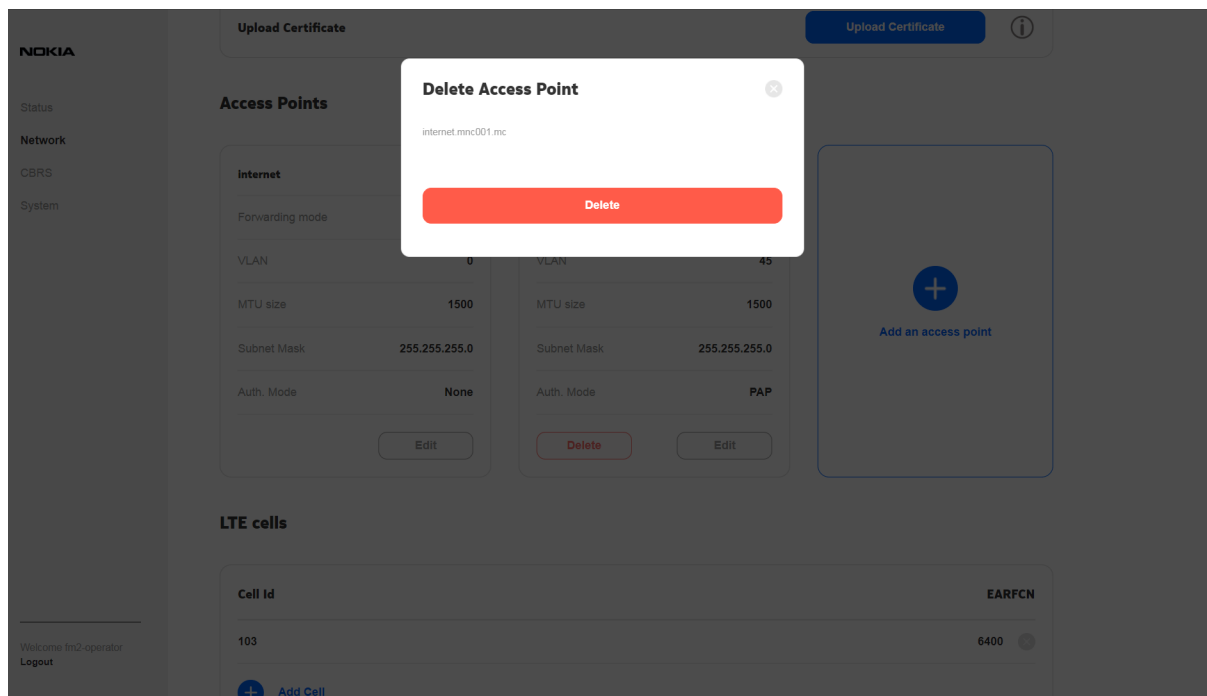 Upload Certificate
Upload Certificate
NOKIA
Delete Access Point
internet.mnc001.mc
Delete
Status
Network
CBRS
System
Access Points
internet
Forwarding mode
VLAN 0
MTU size 1500
Subnet Mask 255.255.255.0
Auth. Mode None
Edit
VLAN 45
MTU size 1500
Subnet Mask 255.255.255.0
Auth. Mode PAP
Delete Edit
Add an access point
LTE cells
Cell Id EARFCN
103 6400
Add Cell
Welcome fm2-operator
Logout